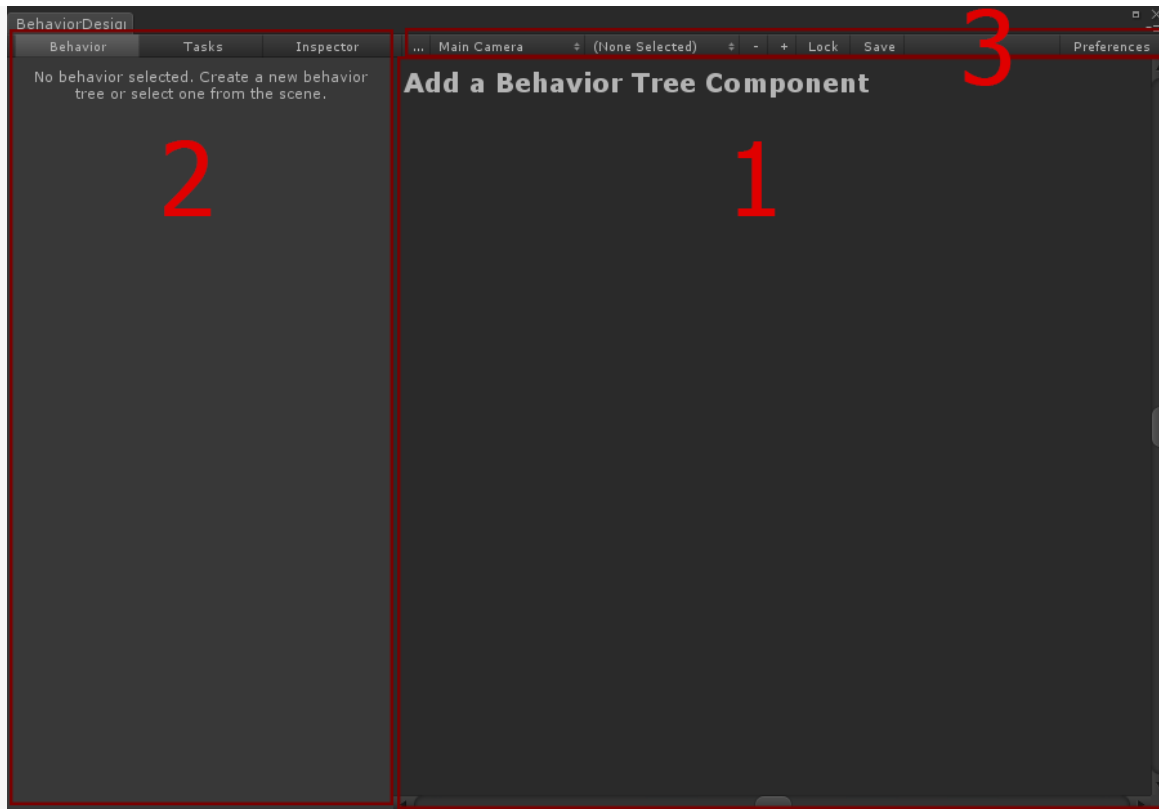 BehaviorDesigı
Behavior Tasks Inspector
... Main Camera (None Selected) - + Lock Save Preferences
3
No behavior selected. Create a new behavior
tree or select one from the scene.
Add a Behavior Tree Component
2
1